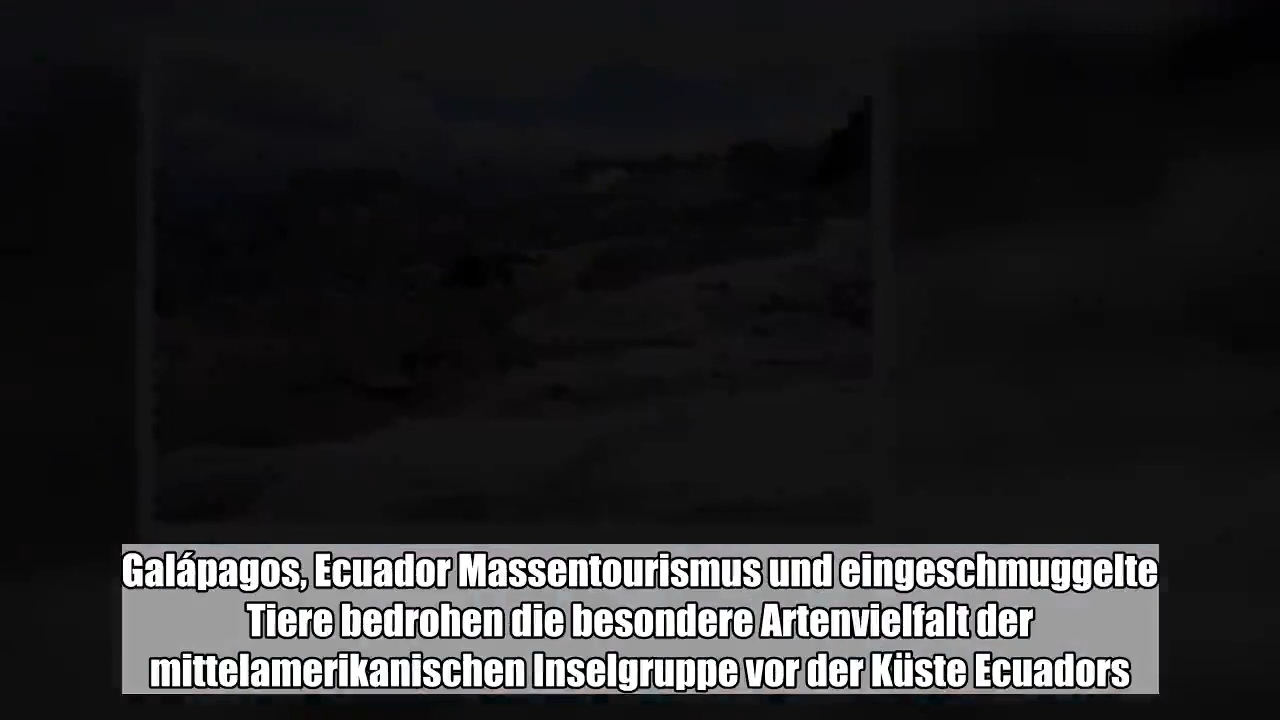 Galápagos, Ecuador Massentourismus und eingeschmuggelte
Tiere bedrohen die besondere Artenvielfalt der
mittelamerikanischen Inselgruppe vor der Küste Ecuadors